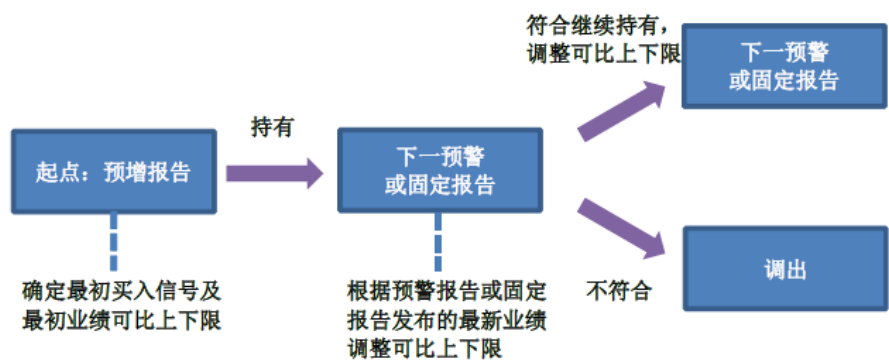 起点：预增报告
确定最初买入信号及
最初业绩可比上下限
持有
下一预警
或固定报告
根据预警报告或固定
报告发布的最新业绩
调整可比上下限
符合继续持有，
调整可比上下限
下一预警
或固定报告
不符合
调出